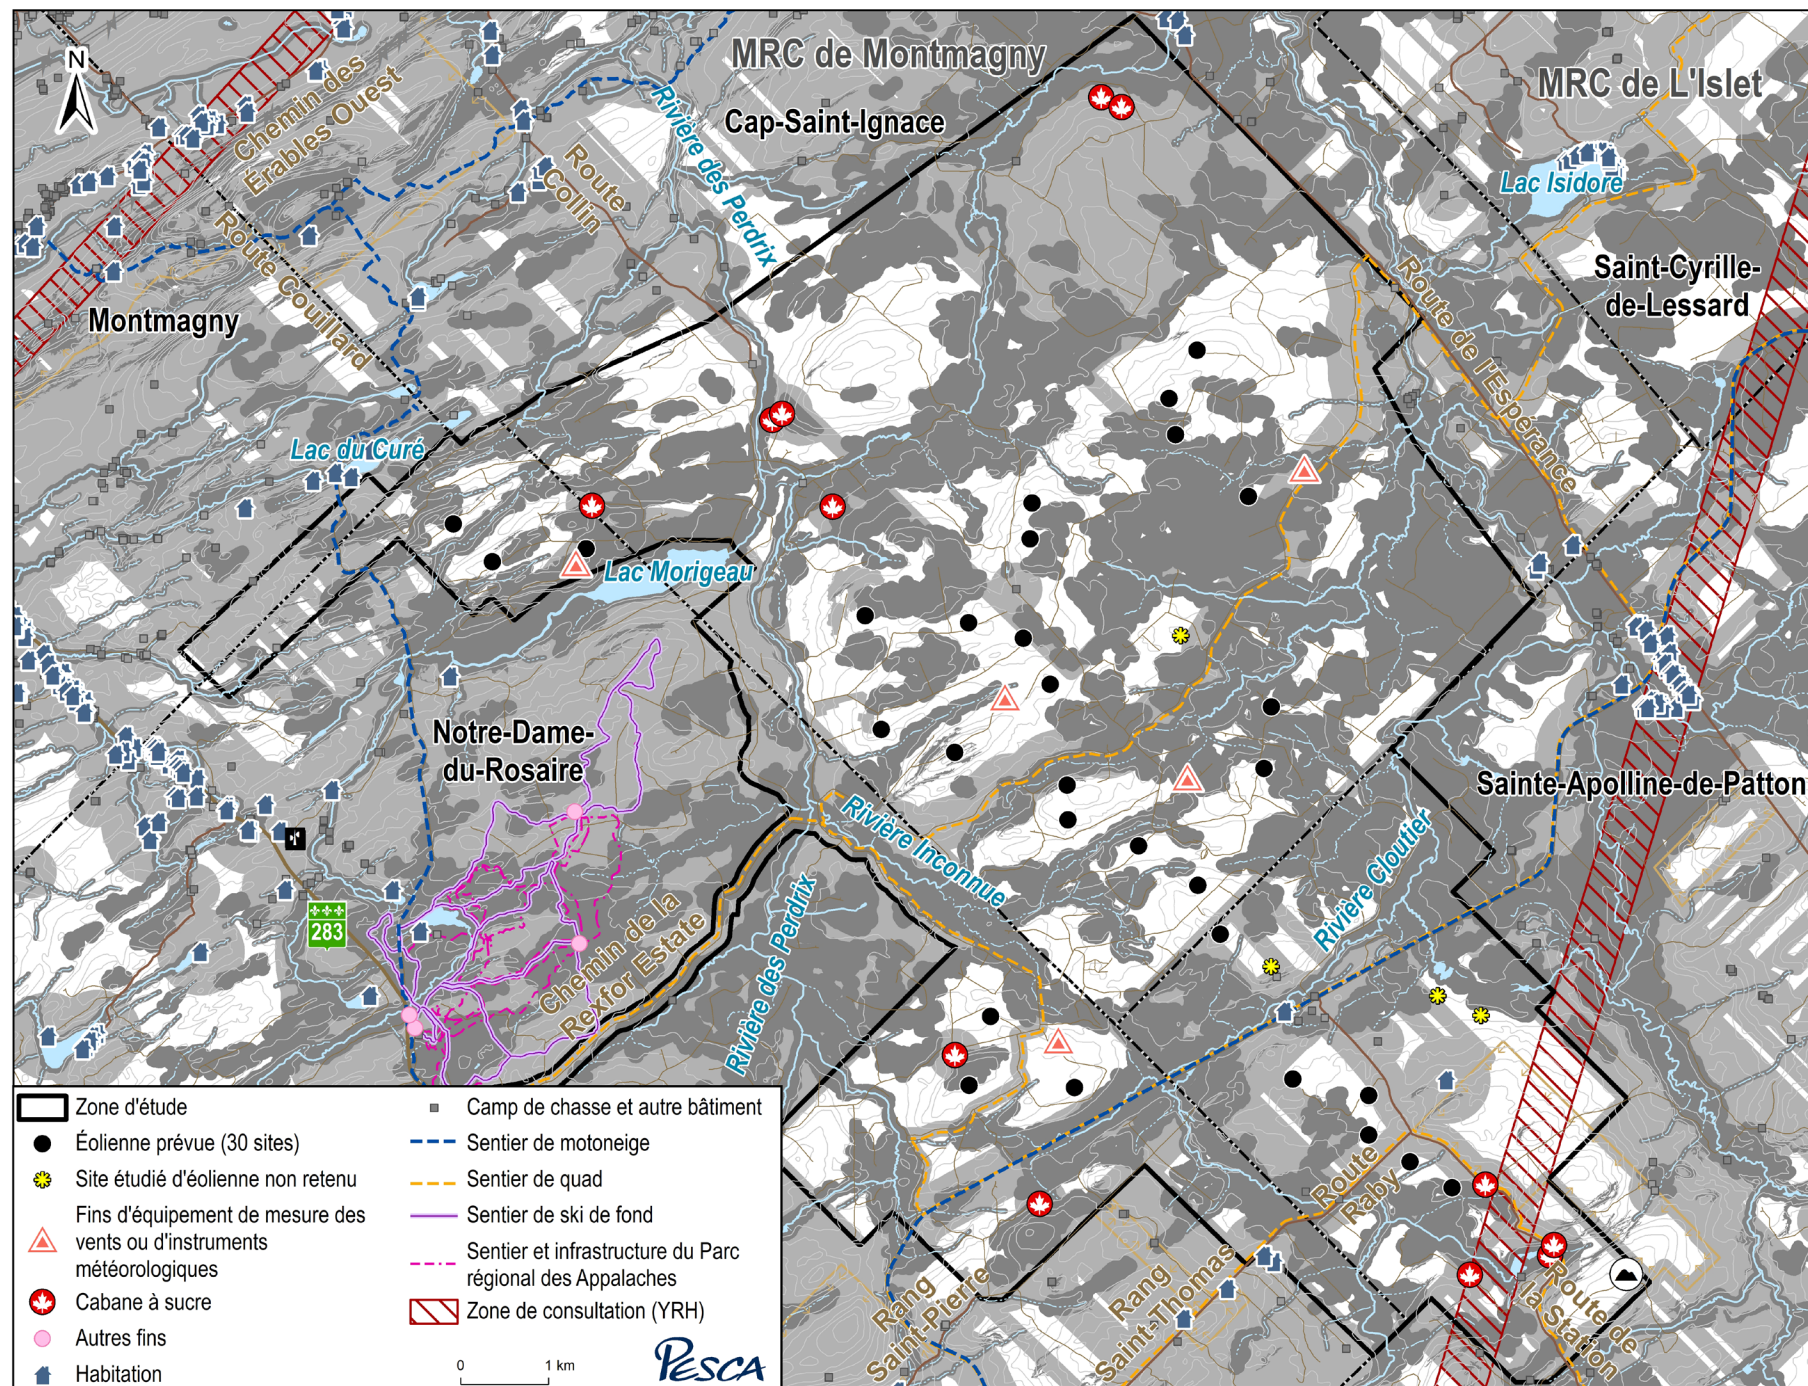 N
MRC de Montmagny
Cap-Saint-Ignace
MRC de L'Islet
Chemin des
Érables Ouest
Route
Collin
Rivière des Perdrix
Lac Isidore
Route Couillard
Montmagny
Saint-Cyrille-
de-Lessard
Route de l'Espérance
Lac du Curé
Lac Morigeau
Notre-Dame-
du-Rosaire
Sainte-Apolline-de-Patton
Rivière Inconnue
Rivière Cloutier
283
Chemin de la
Rexfor Estate
Rivière des Perdrix
Route
Raby
Rang
Saint-Pierre
Rang
Saint-Thomas
Route de
la Station
Zone d'étude
Éolienne prévue (30 sites)
Site étudié d'éolienne non retenu
Fins d'équipement de mesure des
vents ou d'instruments
météorologiques
Cabane à sucre
Autres fins
Habitation
Camp de chasse et autre bâtiment
Sentier de motoneige
Sentier de quad
Sentier de ski de fond
Sentier et infrastructure du Parc
régional des Appalaches
Zone de consultation (YRH)
0 1 km
PESCA